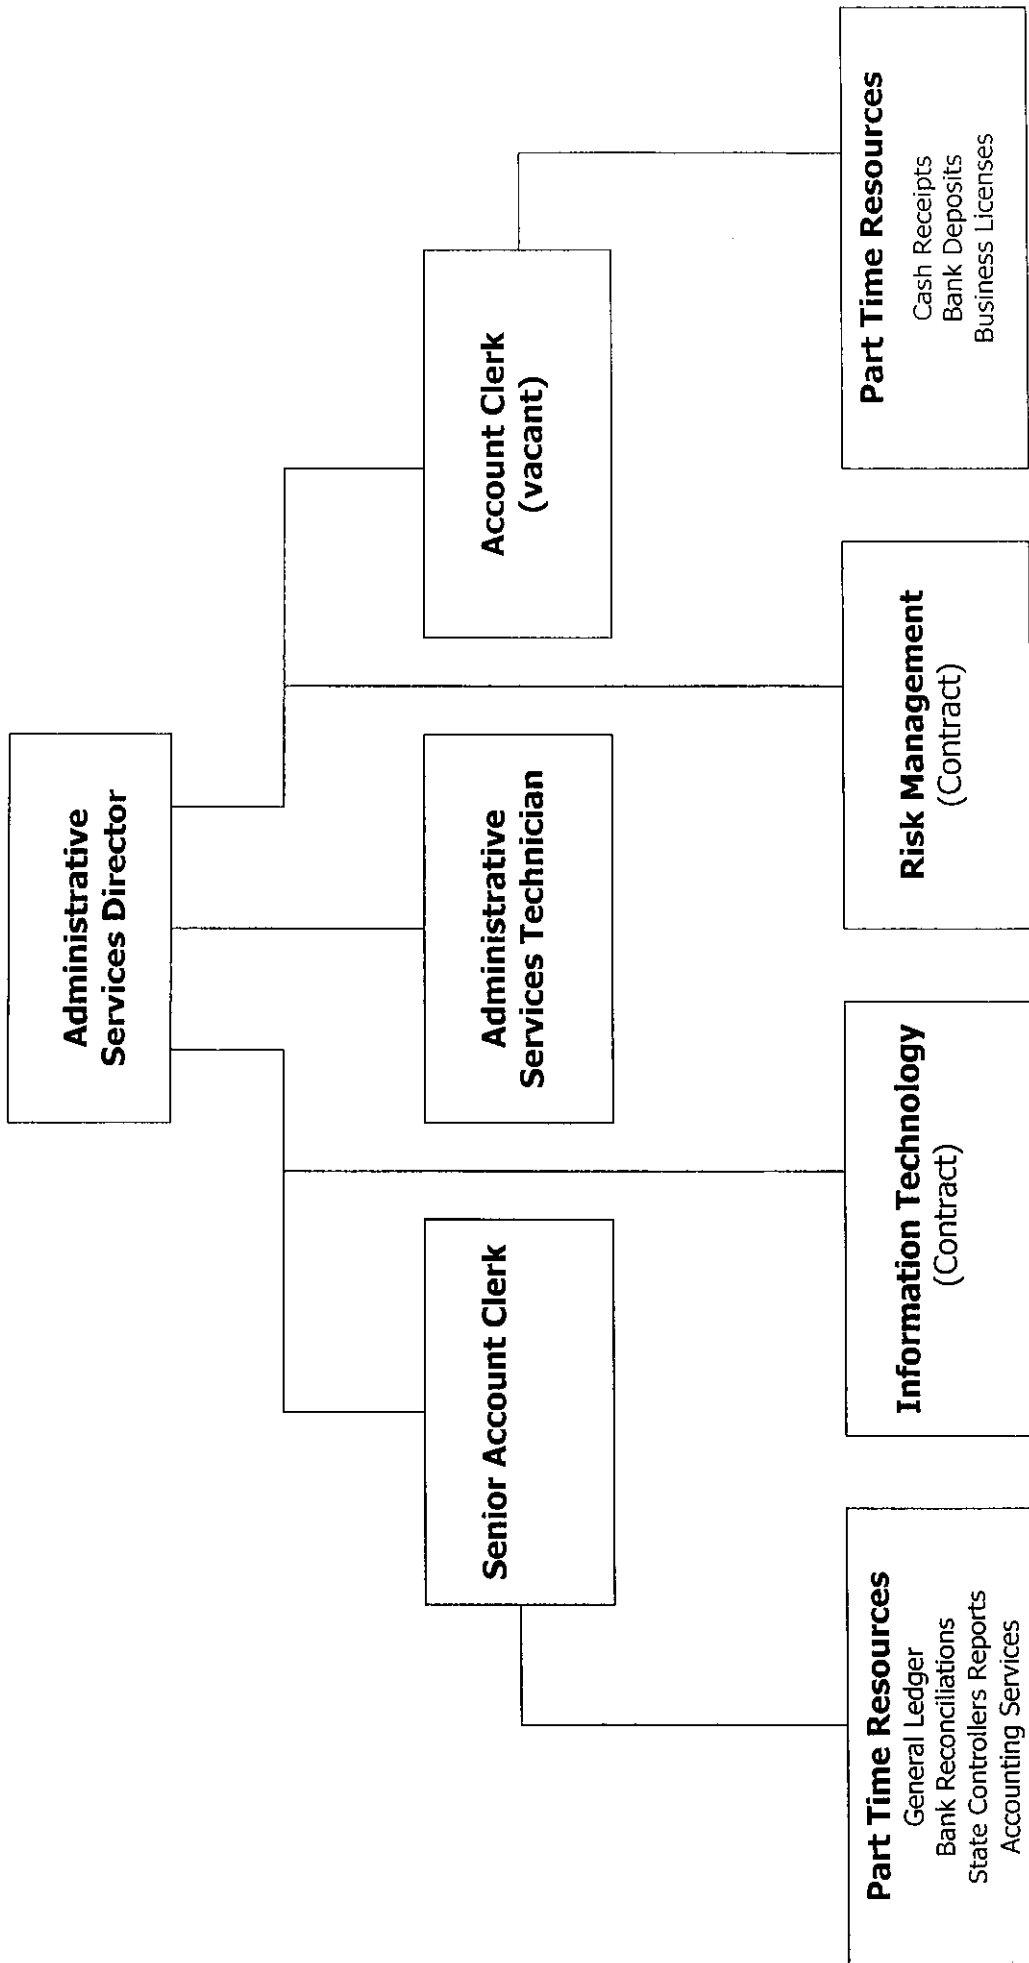 Administrative
Services Director
Senior Account Clerk
Administrative
Services Technician
Account Clerk
(vacant)
Part Time Resources
General Ledger
Bank Reconciliations
State Controllers Reports
Accounting Services
Information Technology
(Contract)
Risk Management
(Contract)
Part Time Resources
Cash Receipts
Bank Deposits
Business Licenses